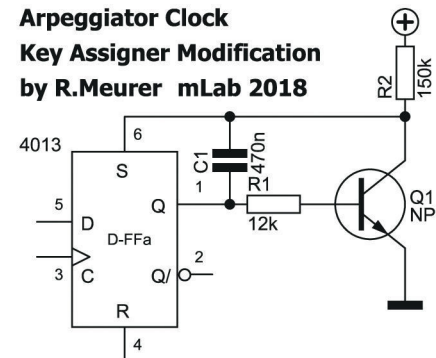 Arpeggiator Clock
Key Assigner Modification
by R.Meurer mLab 2018
R2
150k
4013
6
S
C1
470n
1
R1
12k
Q1
NP
5
D
Q
D-FFa
2
3
C
Q/
R
4